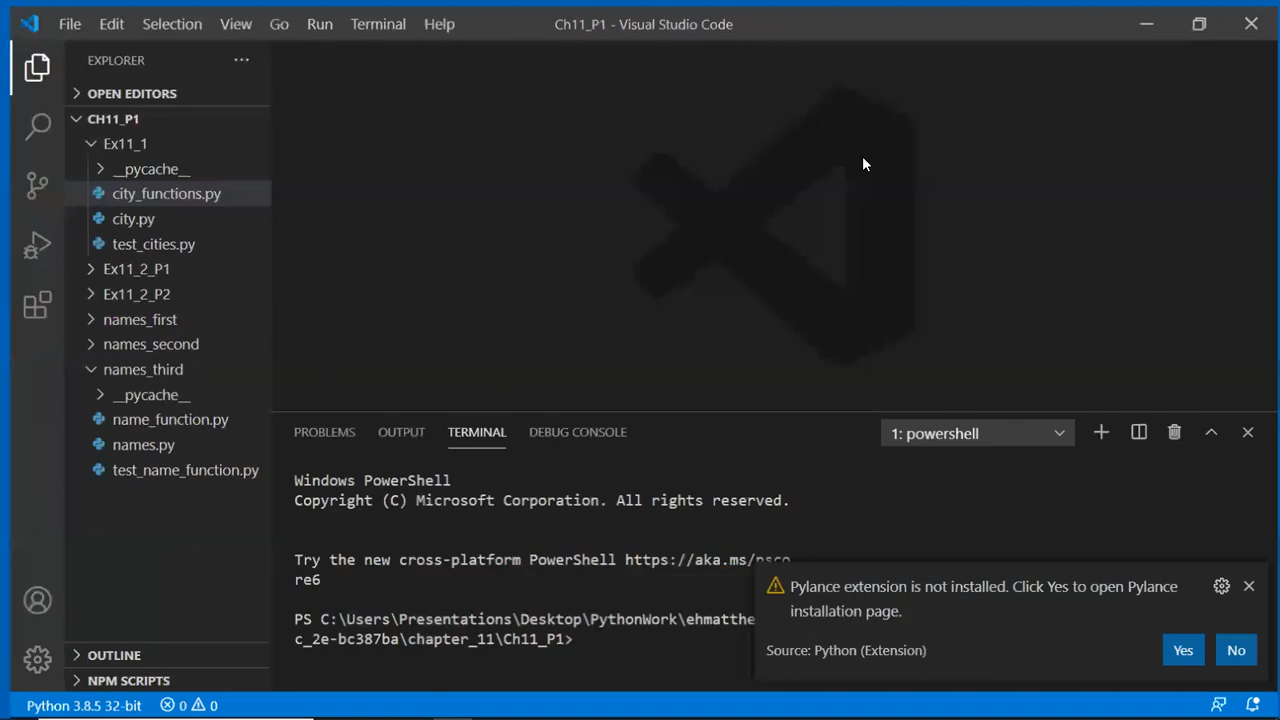 File Edit Selection View Go Run Terminal Help
Ch11_P1 - Visual Studio Code
EXPLORER
OPEN EDITORS
CH11_P1
Ex11_1
__pycache__
city_functions.py
city.py
test_cities.py
Ex11_2_P1
Ex11_2_P2
names_first
names_second
names_third
__pycache__
name_function.py
names.py
test_name_function.py
OUTLINE
NPM SCRIPTS
PROBLEMS OUTPUT TERMINAL DEBUG CONSOLE
1: powershell
Windows PowerShell
Copyright (C) Microsoft Corporation. All rights reserved.
Try the new cross-platform PowerShell https://aka.ms/psco
re6
PS C:\Users\Presentations\Desktop\PythonWork\ehmatthe
c_2e-bc387ba\chapter_11\Ch11_P1>
Pylance extension is not installed. Click Yes to open Pylance
installation page.
Source: Python (Extension)
Yes No
Python 3.8.5 32-bit 0 0